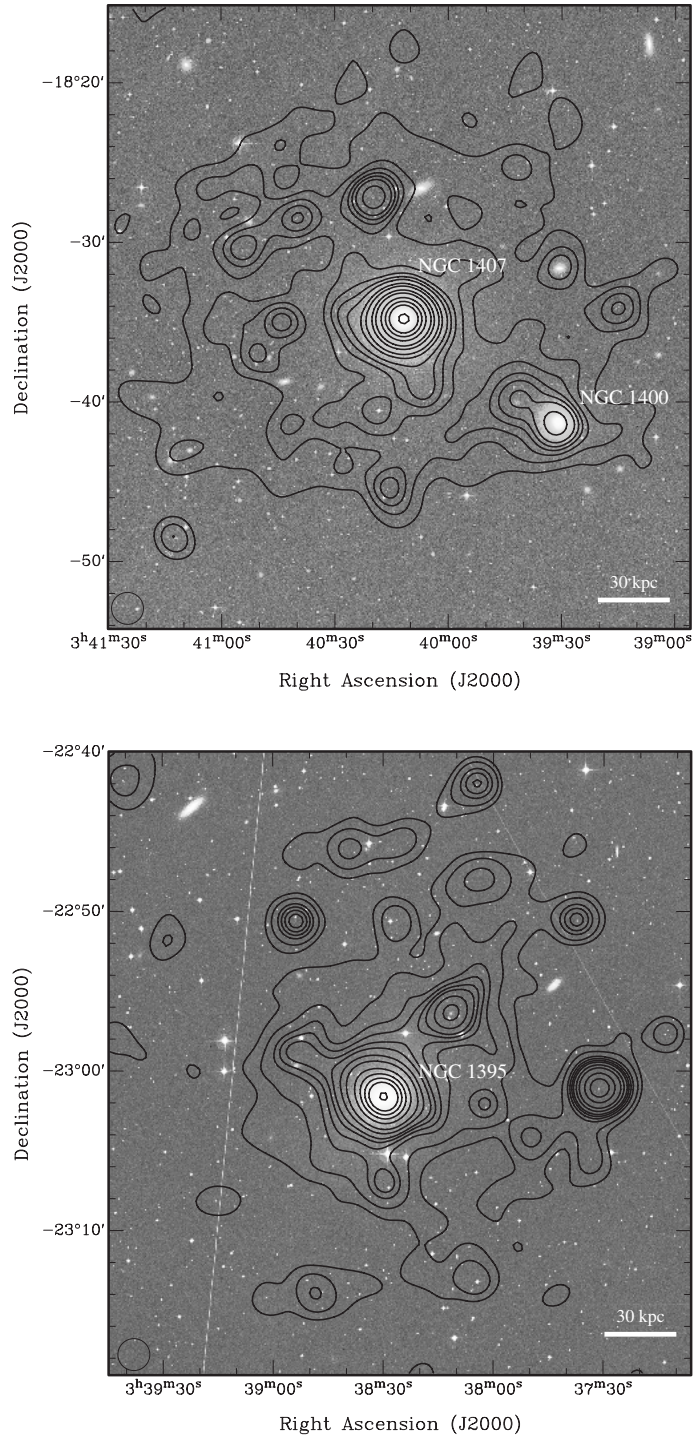 −18°20′
−30′
−40′
−50′
Declination (J2000)
NGC 1407
NGC 1400
30 kpc
3ʰ41ᵐ30ˢ 41ᵐ00ˢ 40ᵐ30ˢ 40ᵐ00ˢ 39ᵐ30ˢ 39ᵐ00ˢ
Right Ascension (J2000)
−22°40′
−22°50′
−23°00′
−23°10′
Declination (J2000)
NGC 1395
30 kpc
3ʰ39ᵐ30ˢ 39ᵐ00ˢ 38ᵐ30ˢ 38ᵐ00ˢ 37ᵐ30ˢ
Right Ascension (J2000)